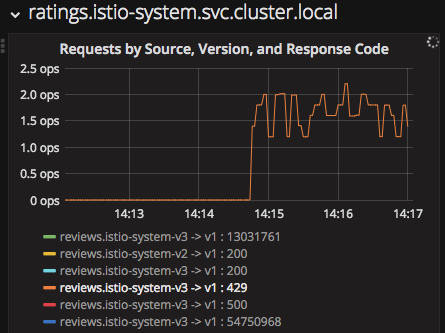 ratings.istio-system.svc.cluster.local
Requests by Source, Version, and Response Code
2.5 ops
2.0 ops
1.5 ops
1.0 ops
0.5 ops
0 ops
14:13 14:14 14:15 14:16 14:17
reviews.istio-system-v3 -> v1 : 13031761
reviews.istio-system-v2 -> v1 : 200
reviews.istio-system-v3 -> v1 : 200
reviews.istio-system-v3 -> v1 : 429
reviews.istio-system-v3 -> v1 : 500
reviews.istio-system-v3 -> v1 : 54750968